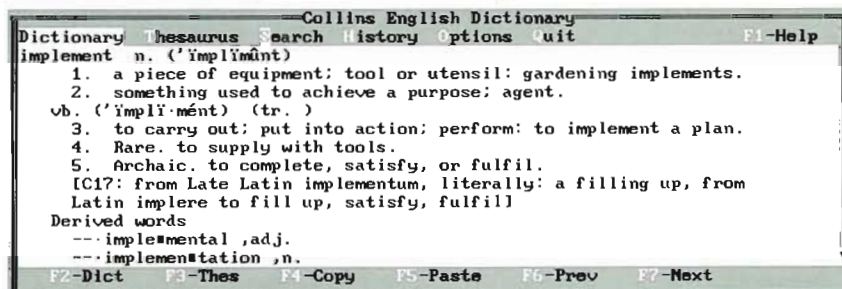 Collins English Dictionary
Dictionary Thesaurus Search History Options Quit F1-Help
implement n. ('ïmplïmûnt)
1. a piece of equipment; tool or utensil: gardening implements.
2. something used to achieve a purpose; agent.
vb. ('ïmplï·mént) (tr. )
3. to carry out; put into action; perform: to implement a plan.
4. Rare. to supply with tools.
5. Archaic. to complete, satisfy, or fulfil.
[C17: from Late Latin implementum, literally: a filling up, from
Latin implere to fill up, satisfy, fulfil]
Derived words
--·imple■mental ,adj.
--·implemen■tation ,n.
F2-Dict F3-Thes F4-Copy F5-Paste F6-Prev F7-Next